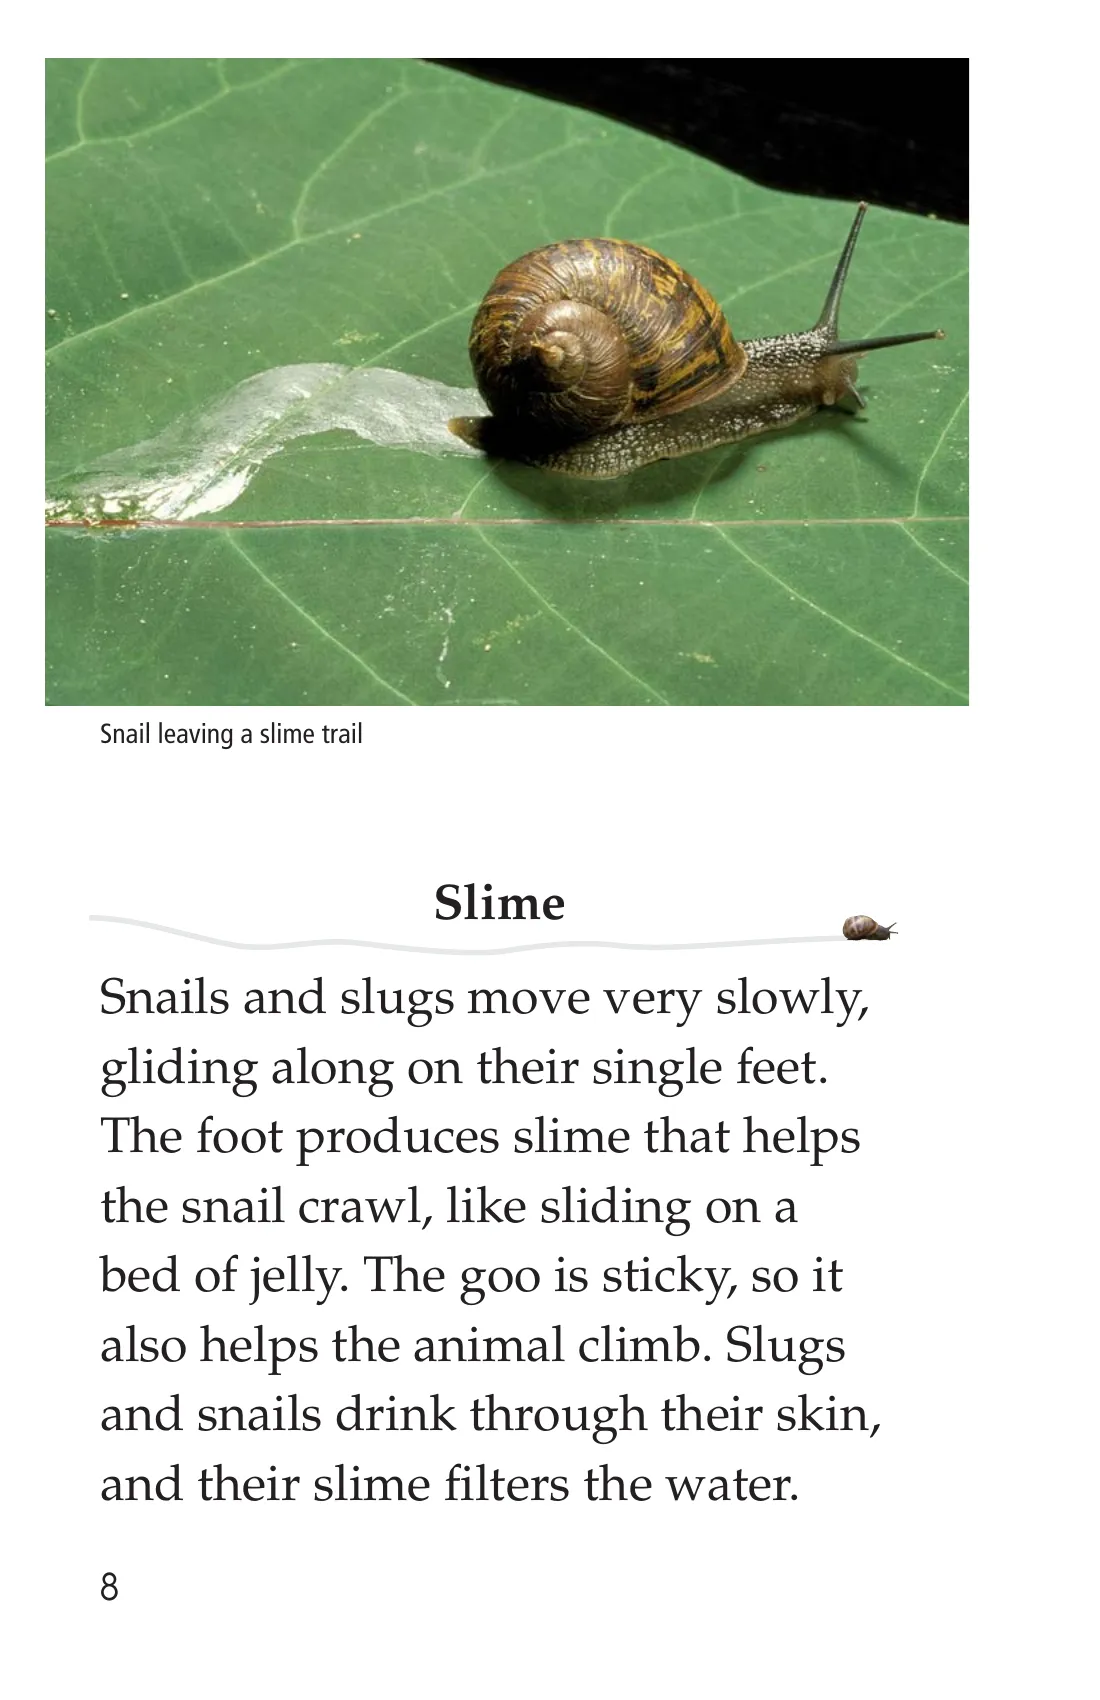 Snail leaving a slime trail
Slime
Snails and slugs move very slowly,
gliding along on their single feet.
The foot produces slime that helps
the snail crawl, like sliding on a
bed of jelly. The goo is sticky, so it
also helps the animal climb. Slugs
and snails drink through their skin,
and their slime filters the water.
8